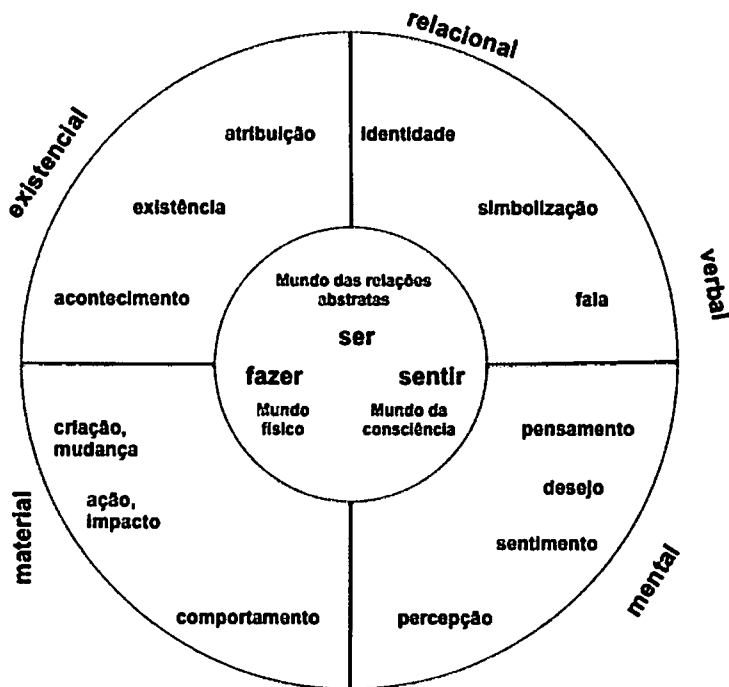 relacional
existencial
atribuição
identidade
existência
simbolização
verbal
acontecimento
fala
Mundo das relações
abstratas
ser
fazer
sentir
Mundo
físico
Mundo da
consciência
criação,
mudança
pensamento
ação,
impacto
desejo
material
sentimento
mental
comportamento
percepção